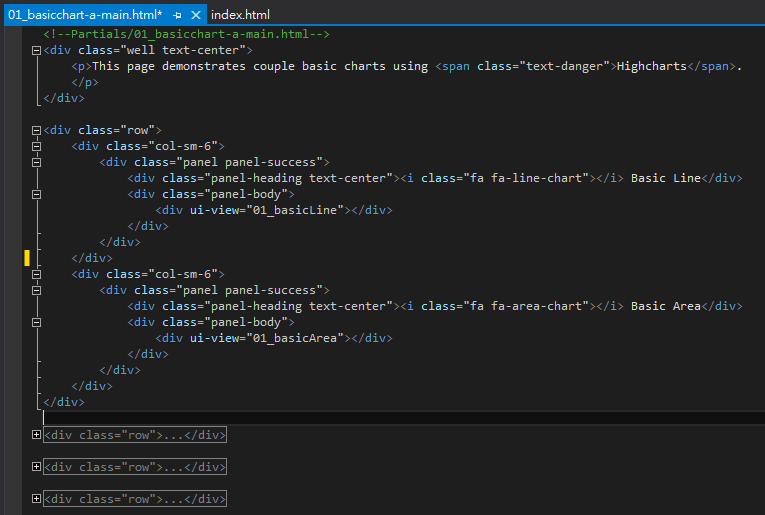 01_basicchart-a-main.html* index.html
<!--Partials/01_basicchart-a-main.html-->
<div class="well text-center">
    <p>This page demonstrates couple basic charts using <span class="text-danger">Highcharts</span>.
    </p>
</div>
<div class="row">
    <div class="col-sm-6">
        <div class="panel panel-success">
            <div class="panel-heading text-center"><i class="fa fa-line-chart"></i> Basic Line</div>
            <div class="panel-body">
                <div ui-view="01_basicLine"></div>
            </div>
        </div>
    </div>
    <div class="col-sm-6">
        <div class="panel panel-success">
            <div class="panel-heading text-center"><i class="fa fa-area-chart"></i> Basic Area</div>
            <div class="panel-body">
                <div ui-view="01_basicArea"></div>
            </div>
        </div>
    </div>
</div>
<div class="row">...</div>
<div class="row">...</div>
<div class="row">...</div>